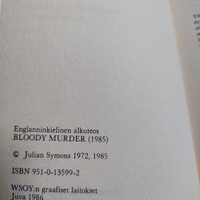 Englanninkielinen alkuteos
BLOODY MURDER (1985)
© Julian Symons 1972, 1985
ISBN 951-0-13599-2
WSOY:n graafiset laitokset
Juva 1986